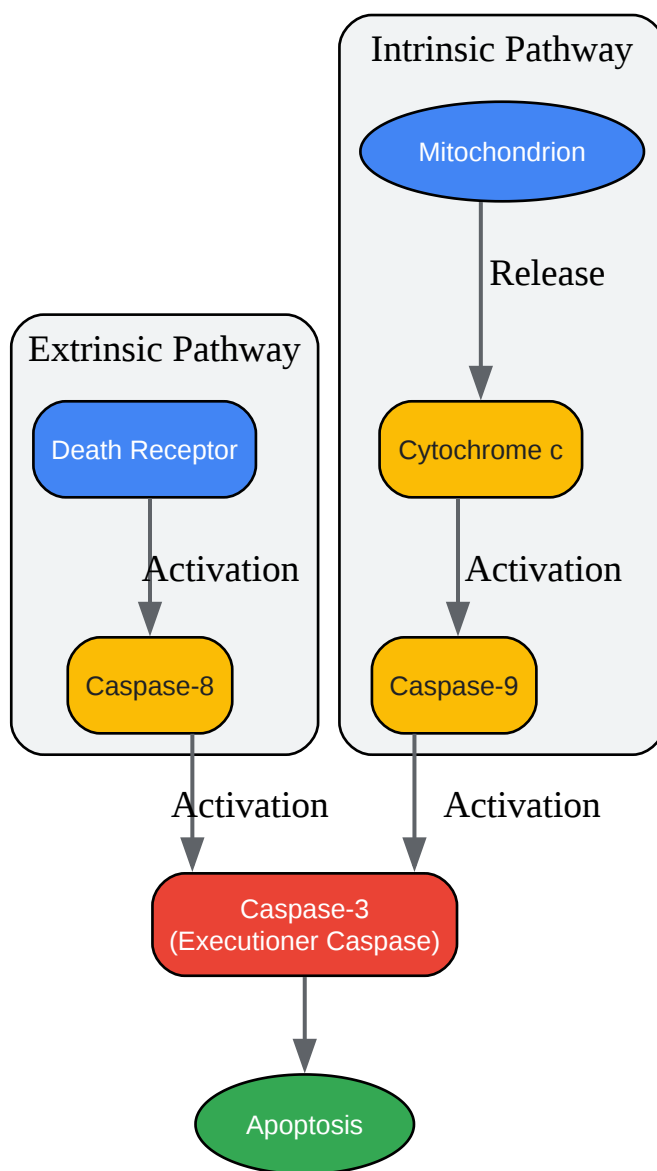 Intrinsic Pathway
Mitochondrion
Release
Extrinsic Pathway
Death Receptor
Cytochrome c
Activation
Activation
Caspase-8
Caspase-9
Activation
Activation
Caspase-3
(Executioner Caspase)
Apoptosis